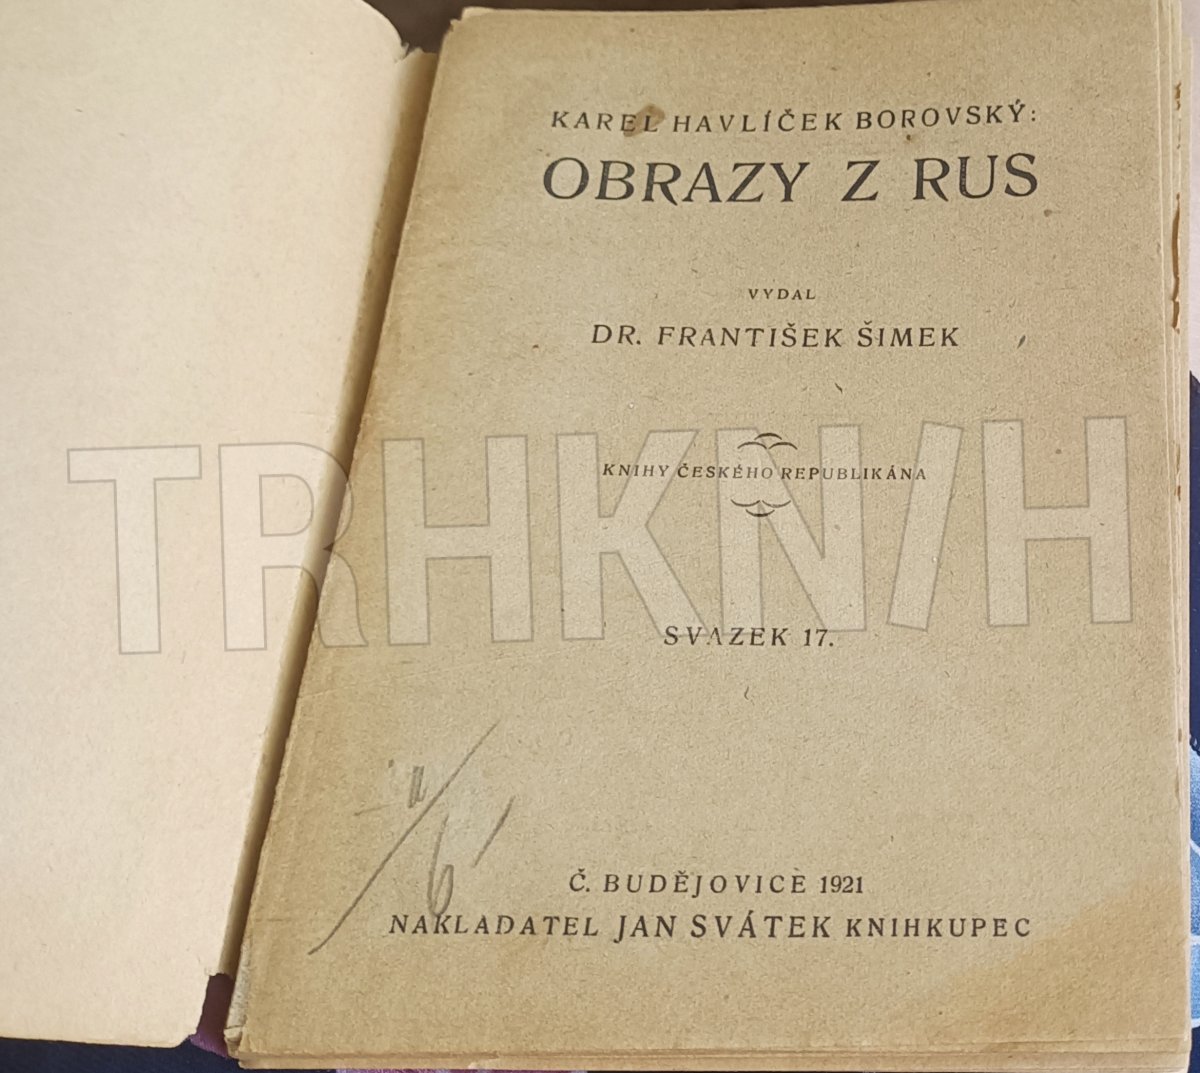 KAREL HAVLÍČEK BOROVSKÝ:
OBRAZY Z RUS
VYDAL
DR. FRANTIŠEK ŠIMEK
KNIHY ČESKÉHO REPUBLIKÁNA
TRHKNIH
SVAZEK 17.
Č. BUDĚJOVICE 1921
NAKLADATEL JAN SVÁTEK KNIHKUPEC